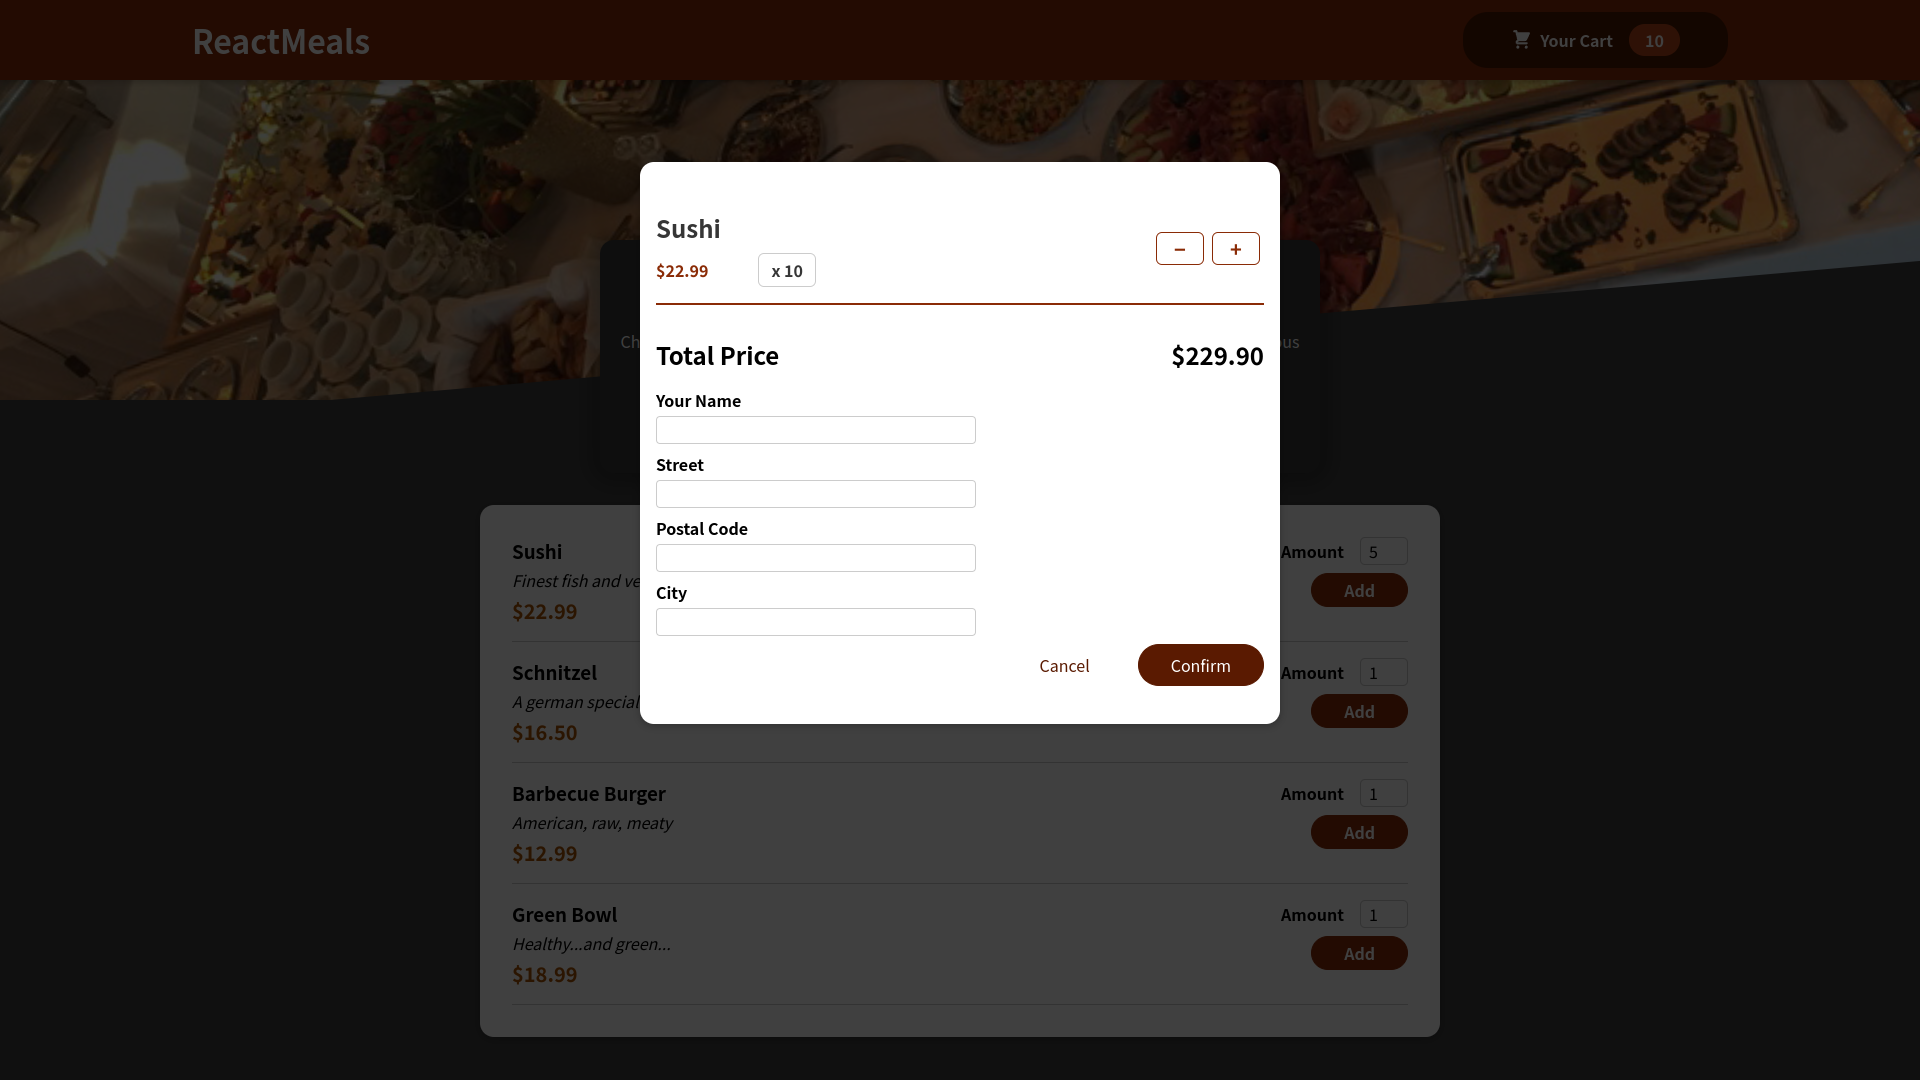 ReactMeals
Your Cart 10
Sushi
$22.99 x 10
− +
Total Price $229.90
Your Name
Street
Postal Code
City
Cancel Confirm
Sushi
Finest fish and ve
$22.99
Amount 5
Add
Schnitzel
A german special
$16.50
Amount 1
Add
Barbecue Burger
American, raw, meaty
$12.99
Amount 1
Add
Green Bowl
Healthy...and green...
$18.99
Amount 1
Add